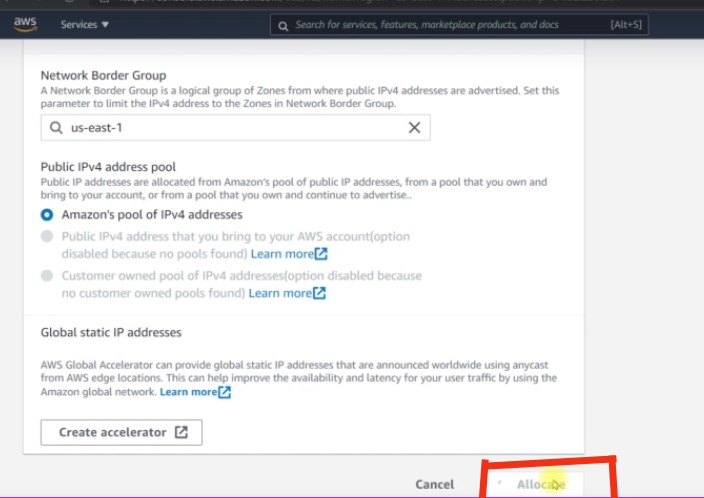 aws
Services ▼
Search for services, features, marketplace products, and docs
[Alt+S]
Network Border Group
A Network Border Group is a logical group of Zones from where public IPv4 addresses are advertised. Set this
parameter to limit the IPv4 address to the Zones in Network Border Group.
us-east-1
Public IPv4 address pool
Public IP addresses are allocated from Amazon's pool of public IP addresses, from a pool that you own and
bring to your account, or from a pool that you own and continue to advertise..
Amazon's pool of IPv4 addresses
Public IPv4 address that you bring to your AWS account(option
disabled because no pools found) Learn more
Customer owned pool of IPv4 addresses(option disabled because
no customer owned pools found) Learn more
Global static IP addresses
AWS Global Accelerator can provide global static IP addresses that are announced worldwide using anycast
from AWS edge locations. This can help improve the availability and latency for your user traffic by using the
Amazon global network. Learn more
Create accelerator
Cancel
Allocate